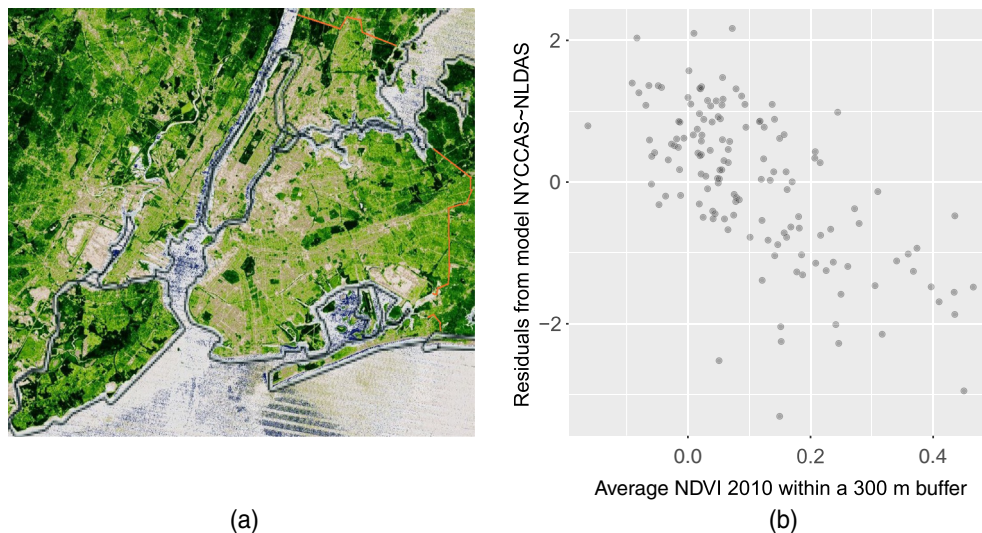 Residuals from model NYCCAS~NLDAS
2
0
−2
0.0 0.2 0.4
Average NDVI 2010 within a 300 m buffer
(a) (b)